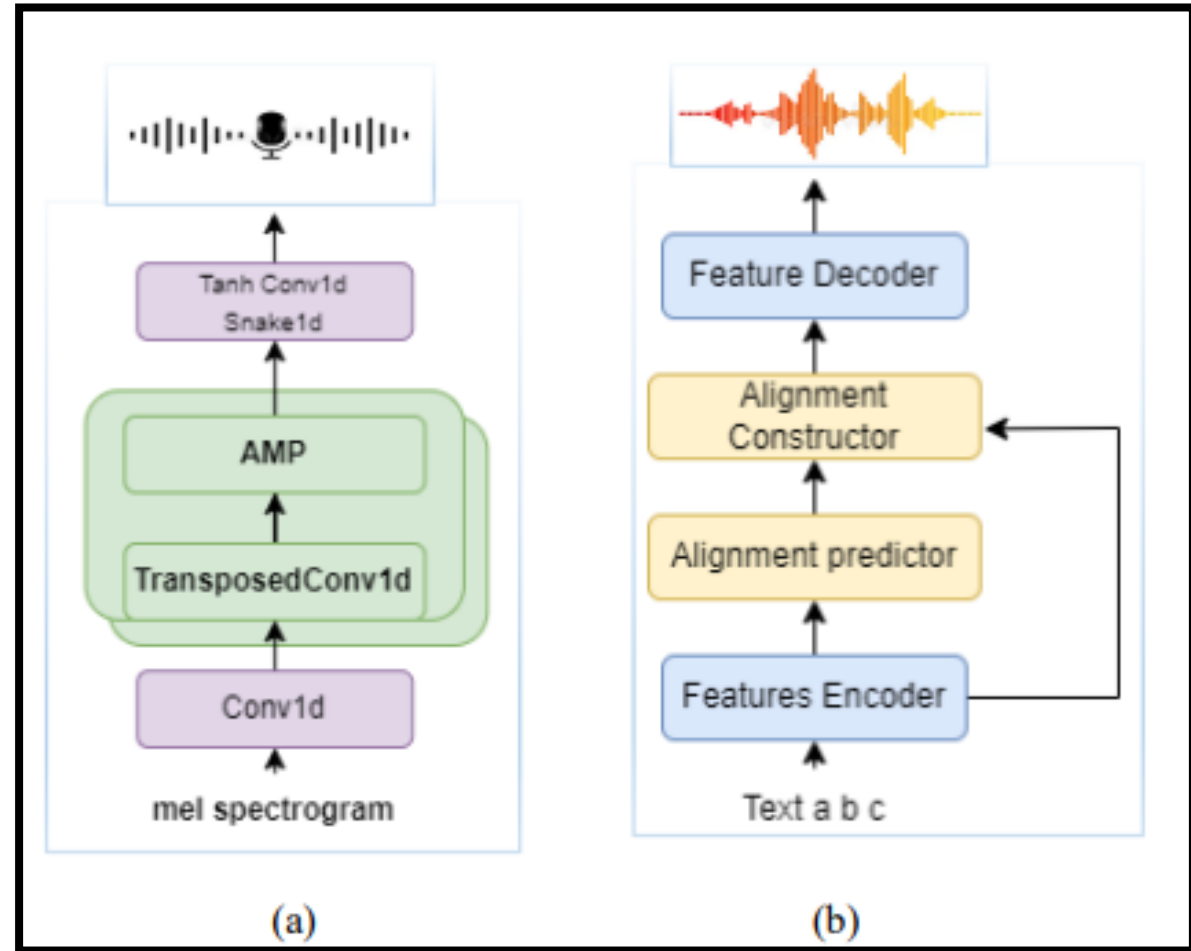 Tanh Conv1d
Snake1d
AMP
TransposedConv1d
Conv1d
mel spectrogram
(a)
Feature Decoder
Alignment
Constructor
Alignment predictor
Features Encoder
Text a b c
(b)